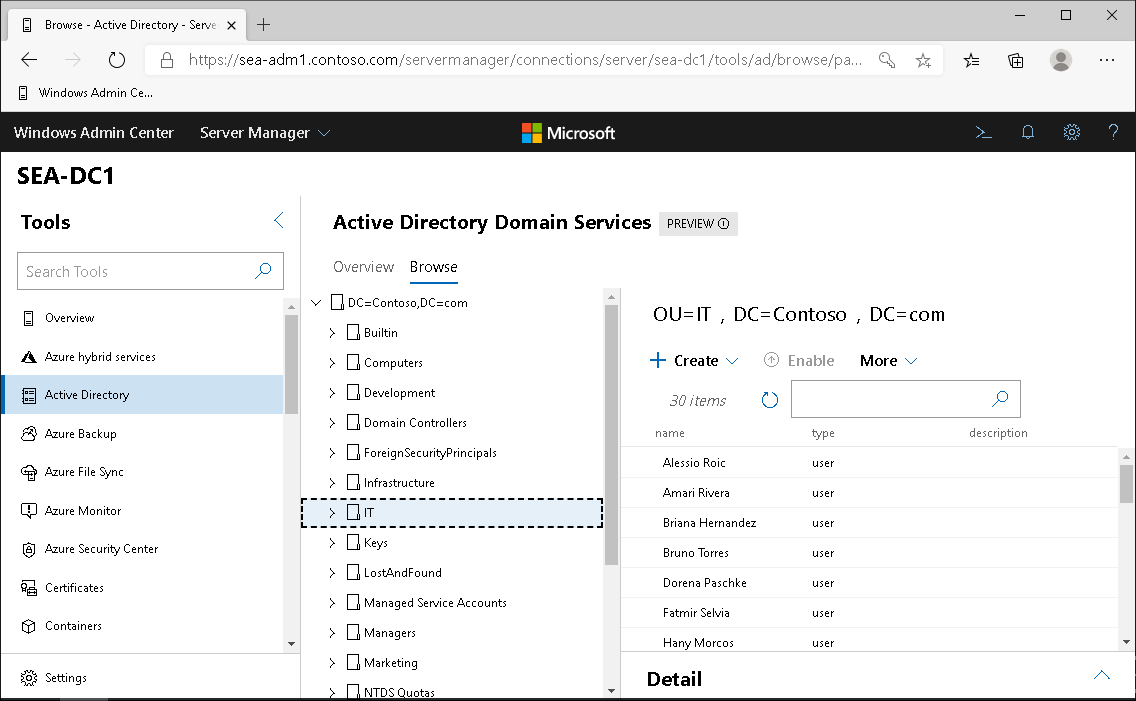 Browse - Active Directory - Serve
https://sea-adm1.contoso.com/servermanager/connections/server/sea-dc1/tools/ad/browse/pa...
Windows Admin Ce...
Windows Admin Center Server Manager Microsoft
SEA-DC1
Tools
Search Tools
Overview
Azure hybrid services
Active Directory
Azure Backup
Azure File Sync
Azure Monitor
Azure Security Center
Certificates
Containers
Settings
Active Directory Domain Services PREVIEW
Overview Browse
DC=Contoso,DC=com
Builtin
Computers
Development
Domain Controllers
ForeignSecurityPrincipals
Infrastructure
IT
Keys
LostAndFound
Managed Service Accounts
Managers
Marketing
NTDS Quotas
OU=IT , DC=Contoso , DC=com
Create Enable More
30 items
name type description
Alessio Roic user
Amari Rivera user
Briana Hernandez user
Bruno Torres user
Dorena Paschke user
Fatmir Selvia user
Hany Morcos user
Detail